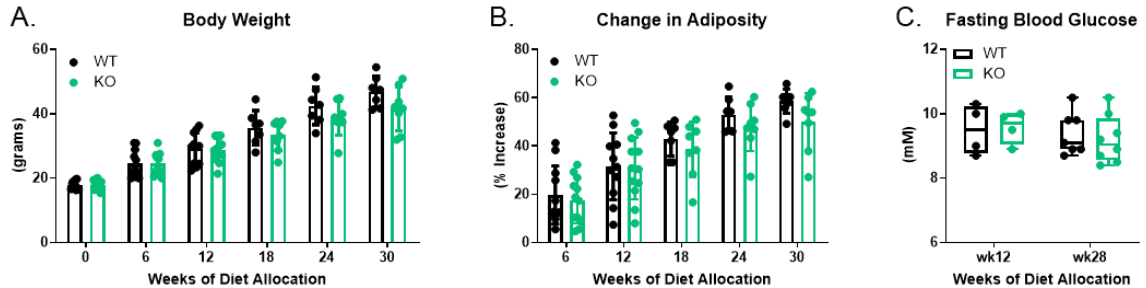 A.
Body Weight
WT
KO
60
40
20
0
(grams)
0 6 12 18 24 30
Weeks of Diet Allocation
B.
Change in Adiposity
WT
KO
80
60
40
20
0
(% Increase)
6 12 18 24 30
Weeks of Diet Allocation
C.
Fasting Blood Glucose
WT
KO
12
10
8
6
(mM)
wk12 wk28
Weeks of Diet Allocation